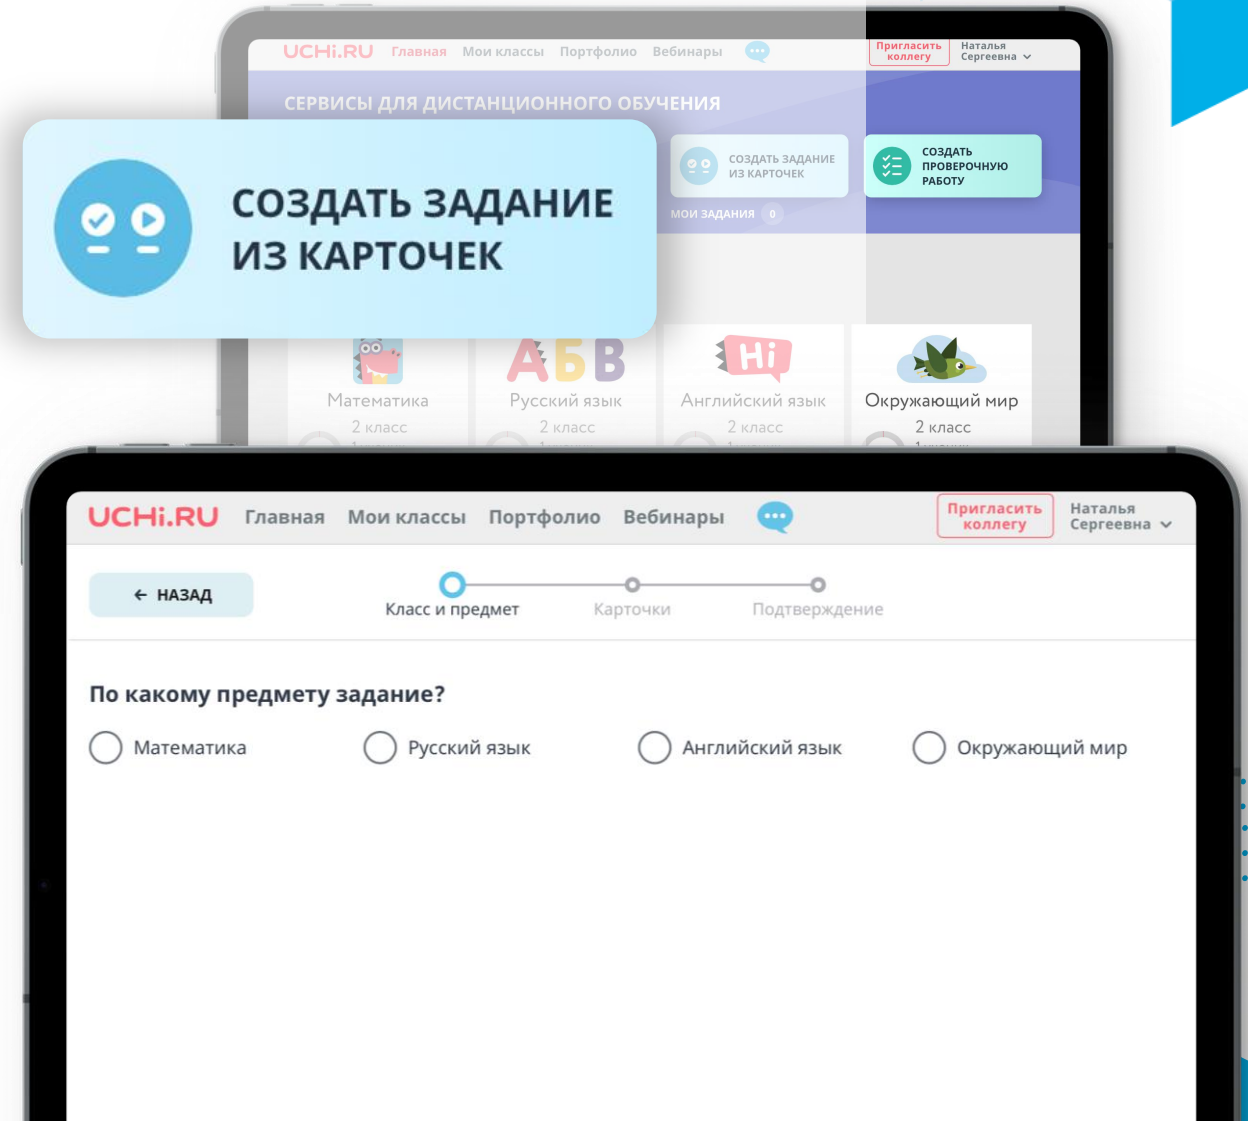 UCHi.RU Главная Мои классы Портфолио Вебинары
Пригласить коллегу
Наталья Сергеевна
СЕРВИСЫ ДЛЯ ДИСТАНЦИОННОГО ОБУЧЕНИЯ
СОЗДАТЬ ЗАДАНИЕ
ИЗ КАРТОЧЕК
СОЗДАТЬ ЗАДАНИЕ
ИЗ КАРТОЧЕК
СОЗДАТЬ
ПРОВЕРОЧНУЮ
РАБОТУ
МОИ ЗАДАНИЯ 0
АБВ
Hi
Математика
2 класс
Русский язык
2 класс
Английский язык
2 класс
Окружающий мир
2 класс
UCHi.RU Главная Мои классы Портфолио Вебинары
Пригласить
коллегу
Наталья
Сергеевна
← НАЗАД
Класс и предмет
Карточки
Подтверждение
По какому предмету задание?
Математика
Русский язык
Английский язык
Окружающий мир